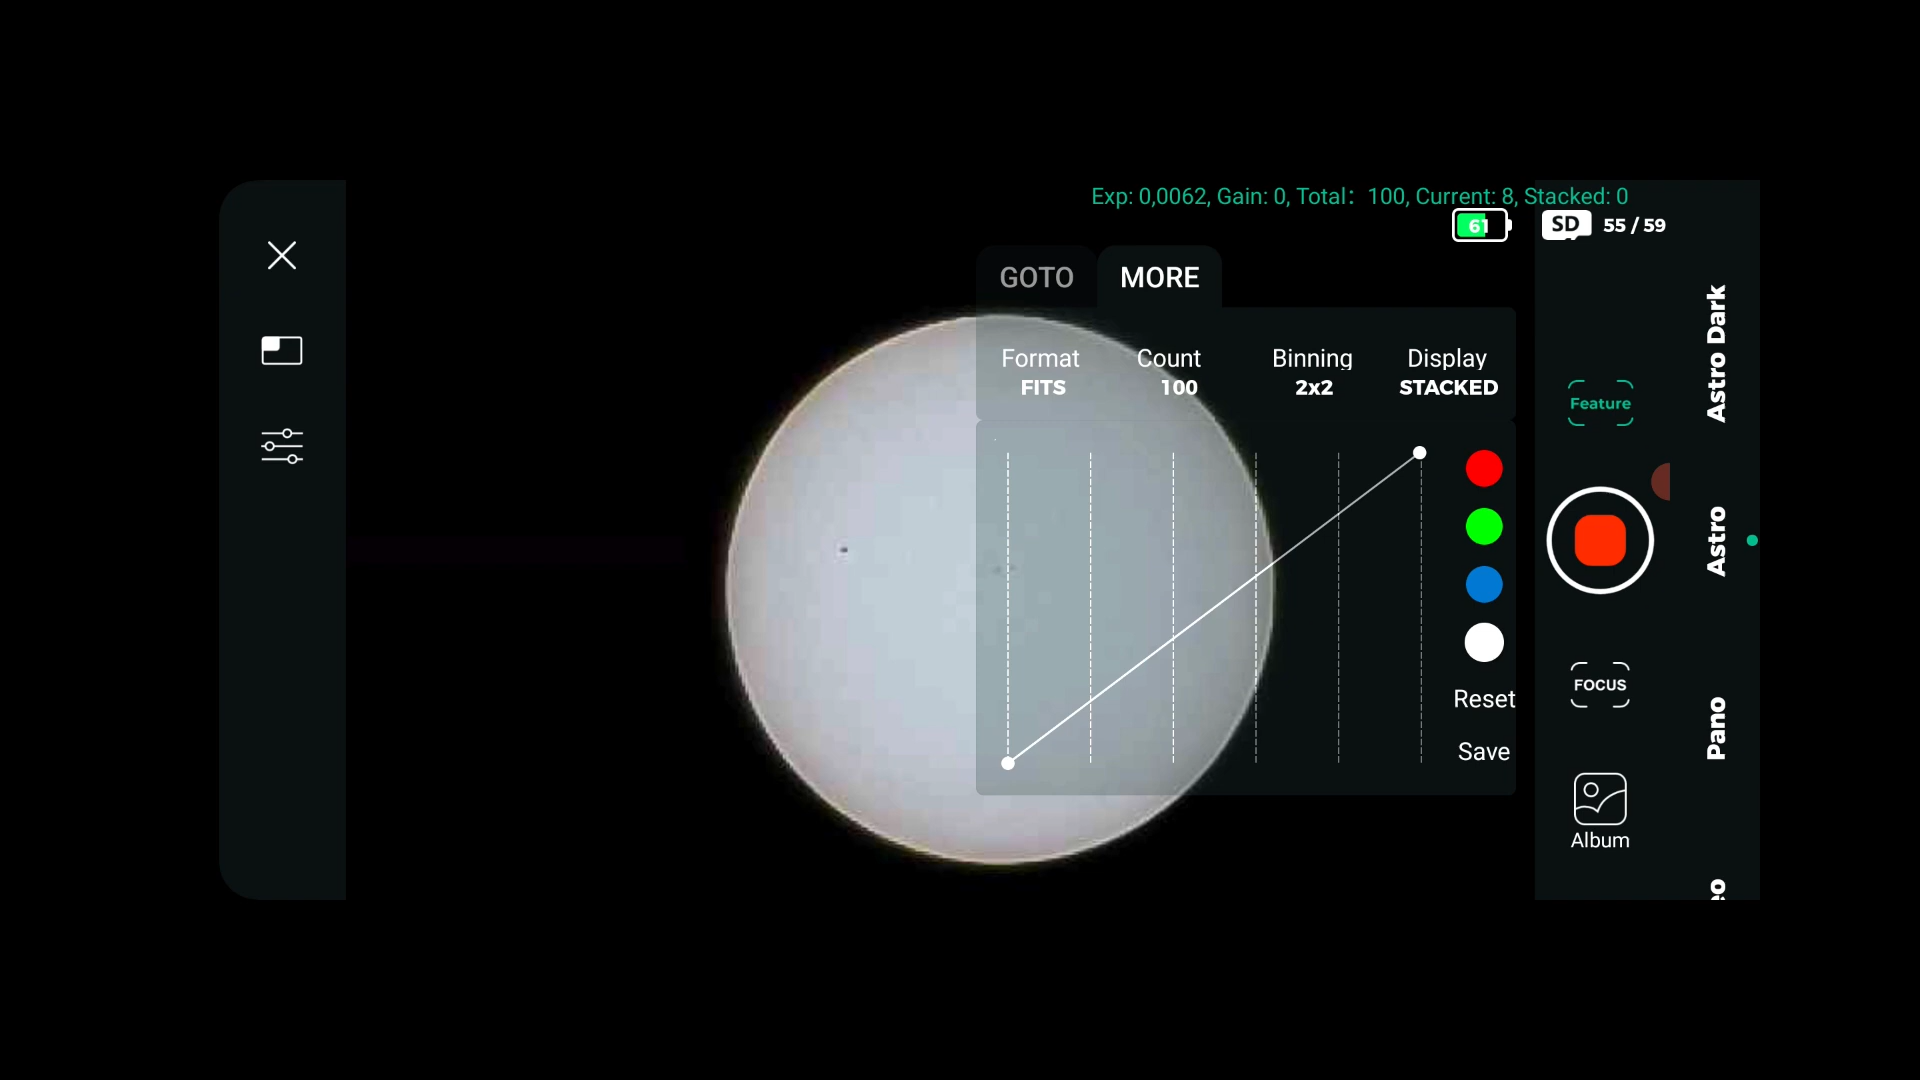 Exp: 0,0062, Gain: 0, Total： 100, Current: 8, Stacked: 0
61
SD 55 / 59
GOTO MORE
Format Count Binning Display
FITS 100 2x2 STACKED
Reset
Save
Feature
FOCUS
Album
Astro Dark
Astro
Pano
eo